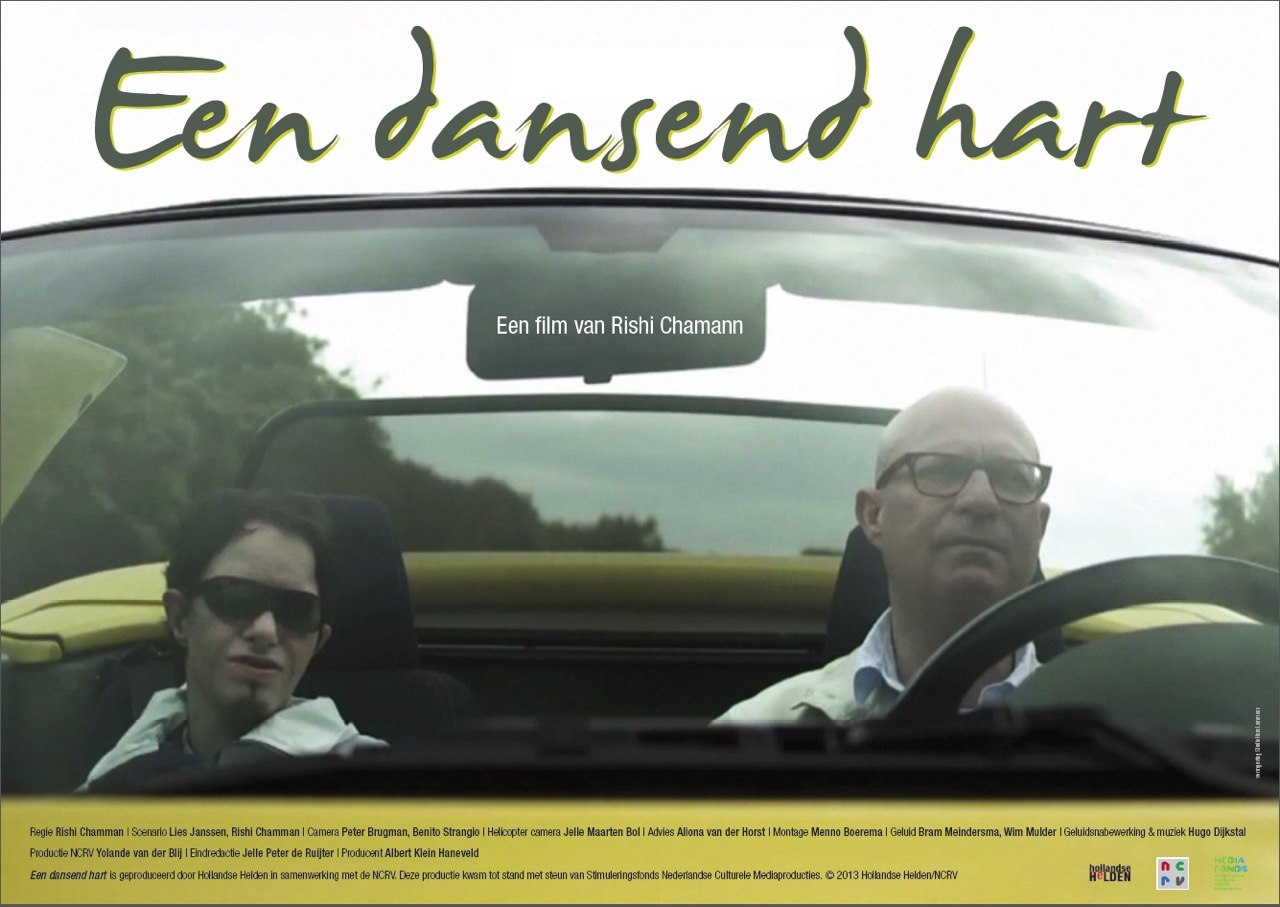 Een dansend hart
Een film van Rishi Chamann
Regie Rishi Chamman | Scenario Lies Janssen, Rishi Chamman | Camera Peter Brugman, Benito Strangio | Helicopter camera Jelle Maarten Bol | Advies Aliona van der Horst | Montage Menno Boerema | Geluid Bram Meindersma, Wim Mulder | Geluidsnabewerking & muziek Hugo Dijkstal
Productie NCRV Yolande van der Blij | Eindredactie Jelle Peter de Ruijter | Producent Albert Klein Haneveld
Een dansend hart is geproduceerd door Hollandse Helden in samenwerking met de NCRV. Deze productie kwam tot stand met steun van Stimuleringsfonds Nederlandse Culturele Mediaproducties. © 2013 Hollandse Helden/NCRV
hollandse
HELDEN
n c
r v
MEDIA
FONDS